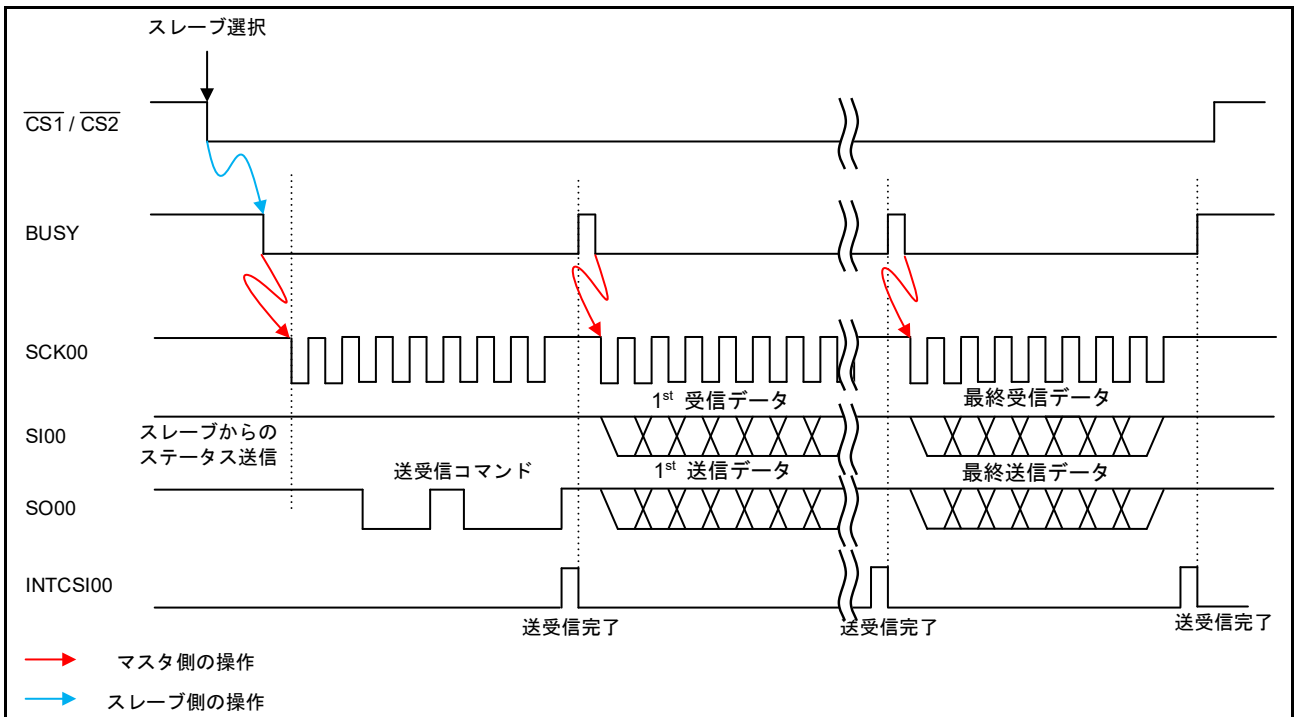 スレーブ選択
CS1 / CS2
BUSY
SCK00
1st 受信データ
最終受信データ
SI00
スレーブからの
ステータス送信
送受信コマンド
1st 送信データ
最終送信データ
SO00
INTCSI00
送受信完了
送受信完了
送受信完了
マスタ側の操作
スレーブ側の操作